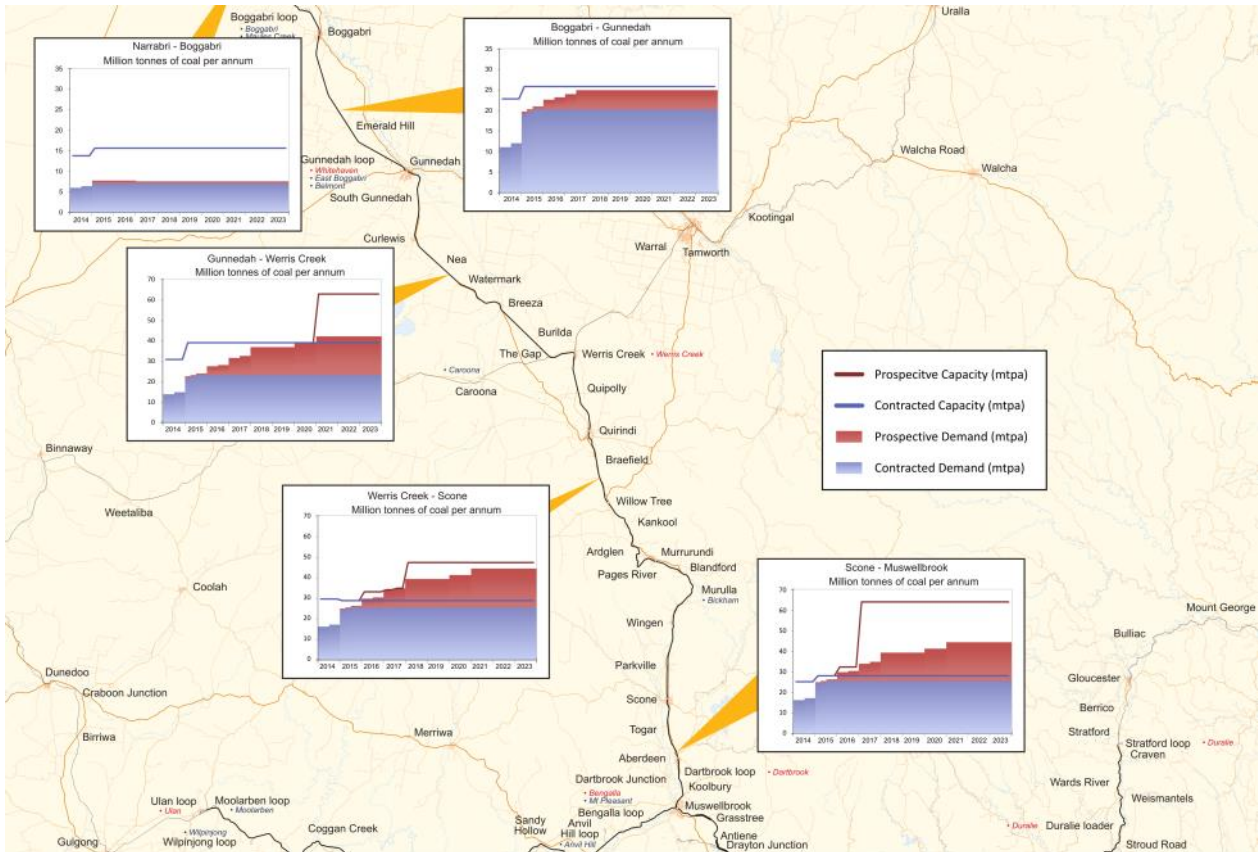 Boggabri loop
• Boggabri
• Maules Creek
Boggabri
Uralla
Narrabri - Boggabri
Million tonnes of coal per annum
35
30
25
20
15
10
5
0
2014 2015 2016 2017 2018 2019 2020 2021 2022 2023
Boggabri - Gunnedah
Million tonnes of coal per annum
35
30
25
20
15
10
5
0
2014 2015 2016 2017 2018 2019 2020 2021 2022 2023
Emerald Hill
Gunnedah loop
• Whitehaven
• East Boggabri
• Belmont
Gunnedah
South Gunnedah
Walcha Road
Walcha
Kootingal
Warral
Tamworth
Curlewis
Nea
Watermark
Breeza
Burilda
The Gap
Werris Creek
• Werris Creek
• Caroona
Caroona
Quipolly
Quirindi
Braefield
Gunnedah - Werris Creek
Million tonnes of coal per annum
70
60
50
40
30
20
10
0
2014 2015 2016 2017 2018 2019 2020 2021 2022 2023
Prospecitve Capacity (mtpa)
Contracted Capacity (mtpa)
Prospective Demand (mtpa)
Contracted Demand (mtpa)
Binnaway
Weetaliba
Coolah
Werris Creek - Scone
Million tonnes of coal per annum
70
60
50
40
30
20
10
0
2014 2015 2016 2017 2018 2019 2020 2021 2022 2023
Willow Tree
Kankool
Ardglen
Murrurundi
Pages River
Blandford
Murulla
• Bickham
Wingen
Parkville
Scone
Togar
Aberdeen
Scone - Muswellbrook
Million tonnes of coal per annum
70
60
50
40
30
20
10
0
2014 2015 2016 2017 2018 2019 2020 2021 2022 2023
Mount George
Bulliac
Gloucester
Berrico
Stratford
Stratford loop
• Duralie
Craven
Wards River
Weismantels
• Duralie
Duralie loader
Stroud Road
Dunedoo
Craboon Junction
Birriwa
Merriwa
Dartbrook loop
• Dartbrook
Dartbrook Junction
Koolbury
• Bengalla
• Mt Pleasant
Bengalla loop
Muswellbrook
Grasstree
Antiene
Drayton Junction
Ulan loop
• Ulan
Moolarben loop
• Moolarben
• Wilpinjong
Wilpinjong loop
Gulgong
Coggan Creek
Sandy
Hollow
Anvil
Hill loop
• Anvil Hill